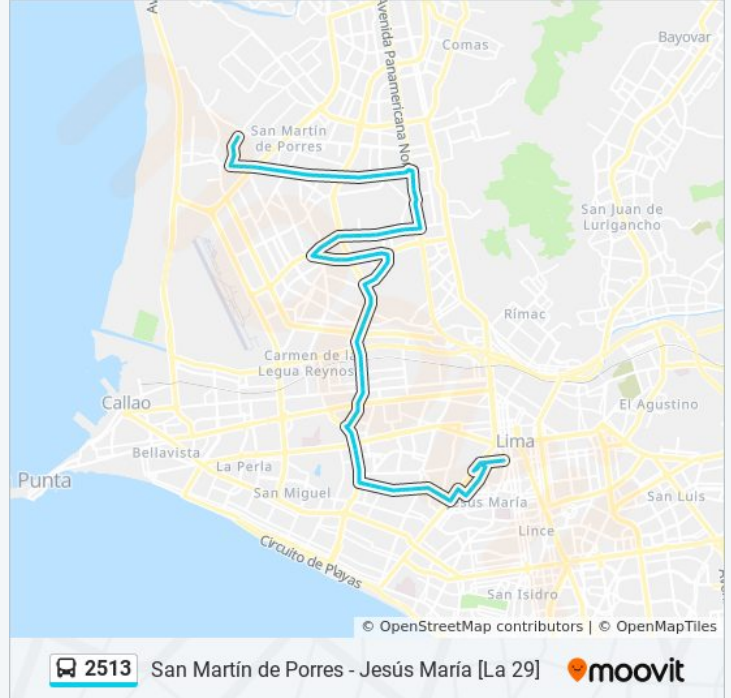 Avenida Panamericana No
Comas
Bayovar
San Martín
de Porres
San Juan de
Lurigancho
Rímac
Carmen de l
Legua Reynos
Callao
El Agustino
Lima
Bellavista
La Perla
Punta
San Miguel
esús María
San Luis
Lince
Circuito de Playas
San Isidro
© OpenStreetMap contributors | © OpenMapTiles
2513 San Martín de Porres - Jesús María [La 29] moovit